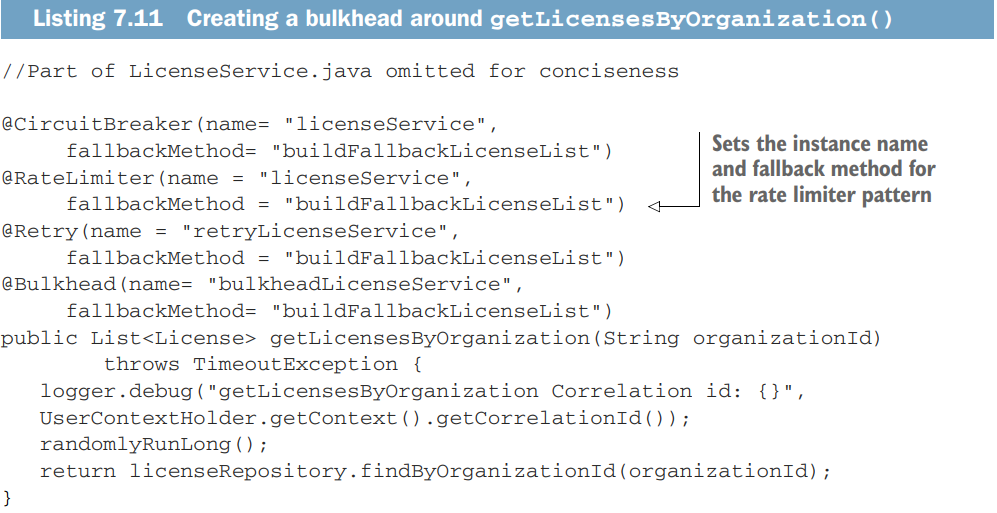 Listing 7.11 Creating a bulkhead around getLicensesByOrganization()
//Part of LicenseService.java omitted for conciseness
@CircuitBreaker(name= "licenseService",
fallbackMethod= "buildFallbackLicenseList")
@RateLimiter(name = "licenseService",
fallbackMethod = "buildFallbackLicenseList")
@Retry(name = "retryLicenseService",
fallbackMethod = "buildFallbackLicenseList")
@Bulkhead(name= "bulkheadLicenseService",
fallbackMethod= "buildFallbackLicenseList")
public List<License> getLicensesByOrganization(String organizationId)
throws TimeoutException {
logger.debug("getLicensesByOrganization Correlation id: {}",
UserContextHolder.getContext().getCorrelationId());
randomlyRunLong();
return licenseRepository.findByOrganizationId(organizationId);
}
Sets the instance name
and fallback method for
the rate limiter pattern